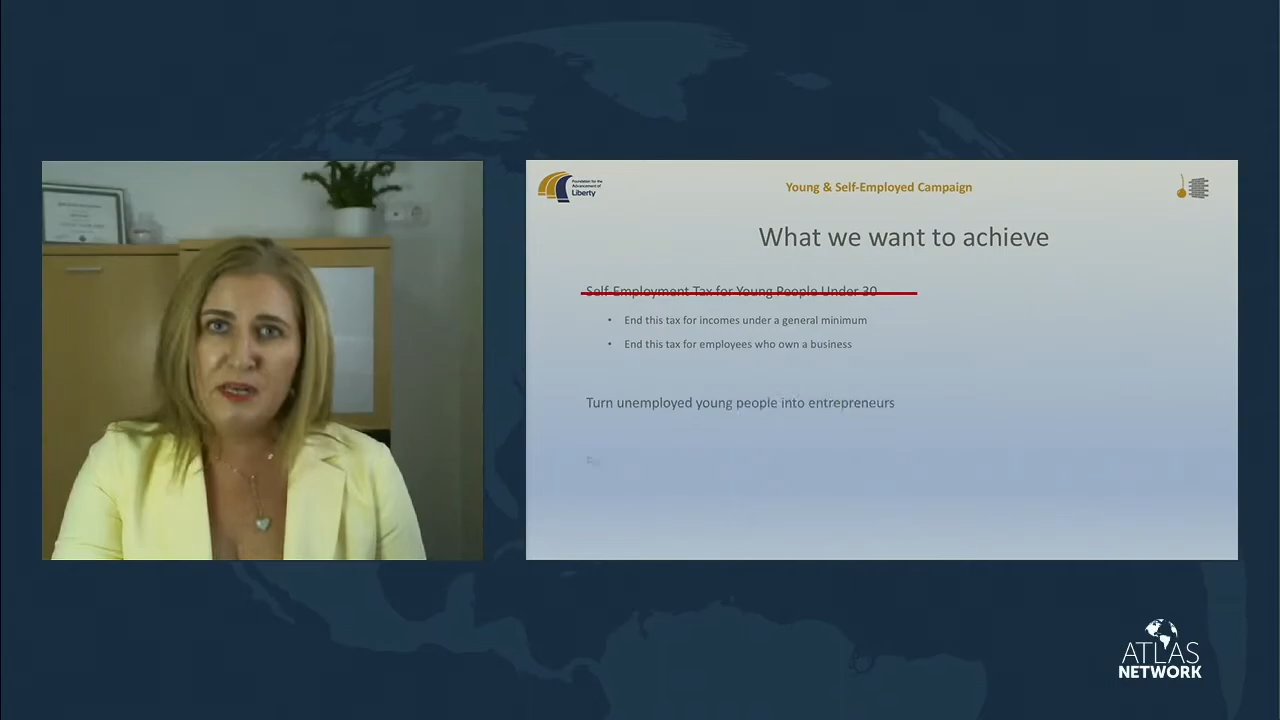 Foundation for the
Advancement of
Liberty
Young & Self-Employed Campaign
What we want to achieve
Self-Employment Tax for Young People Under 30
• End this tax for incomes under a general minimum
• End this tax for employees who own a business
Turn unemployed young people into entrepreneurs
ATLAS
NETWORK